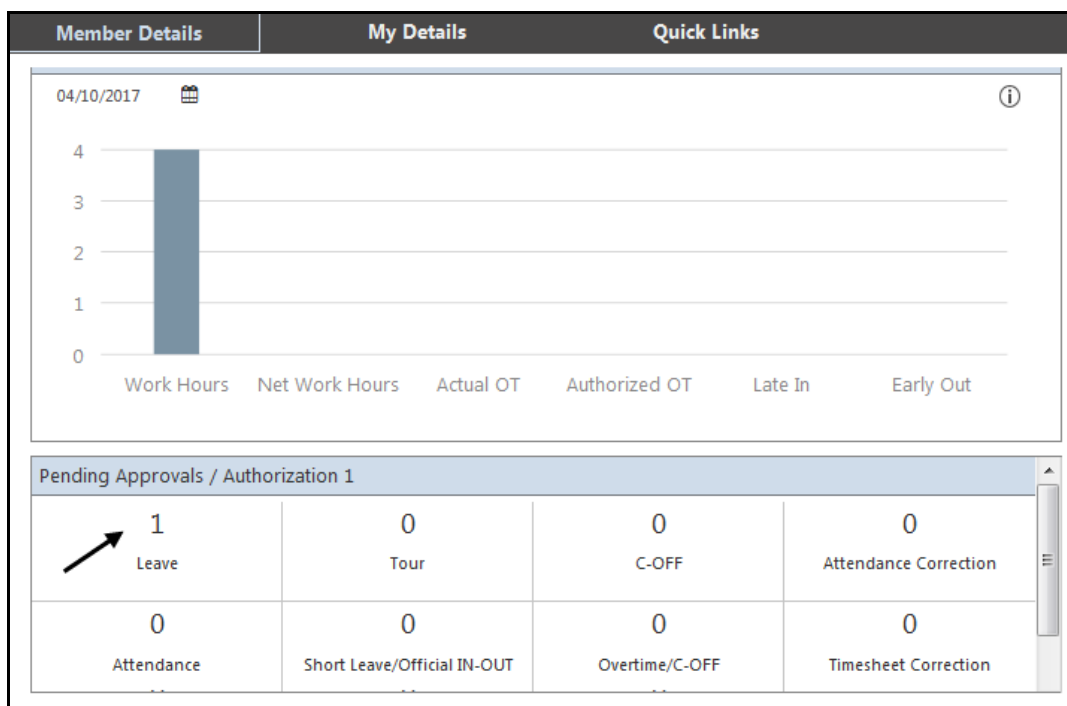 Member Details My Details Quick Links
04/10/2017
4
3
2
1
0
Work Hours Net Work Hours Actual OT Authorized OT Late In Early Out
Pending Approvals / Authorization 1
1 0 0 0
Leave Tour C-OFF Attendance Correction
0 0 0 0
Attendance Short Leave/Official IN-OUT Overtime/C-OFF Timesheet Correction